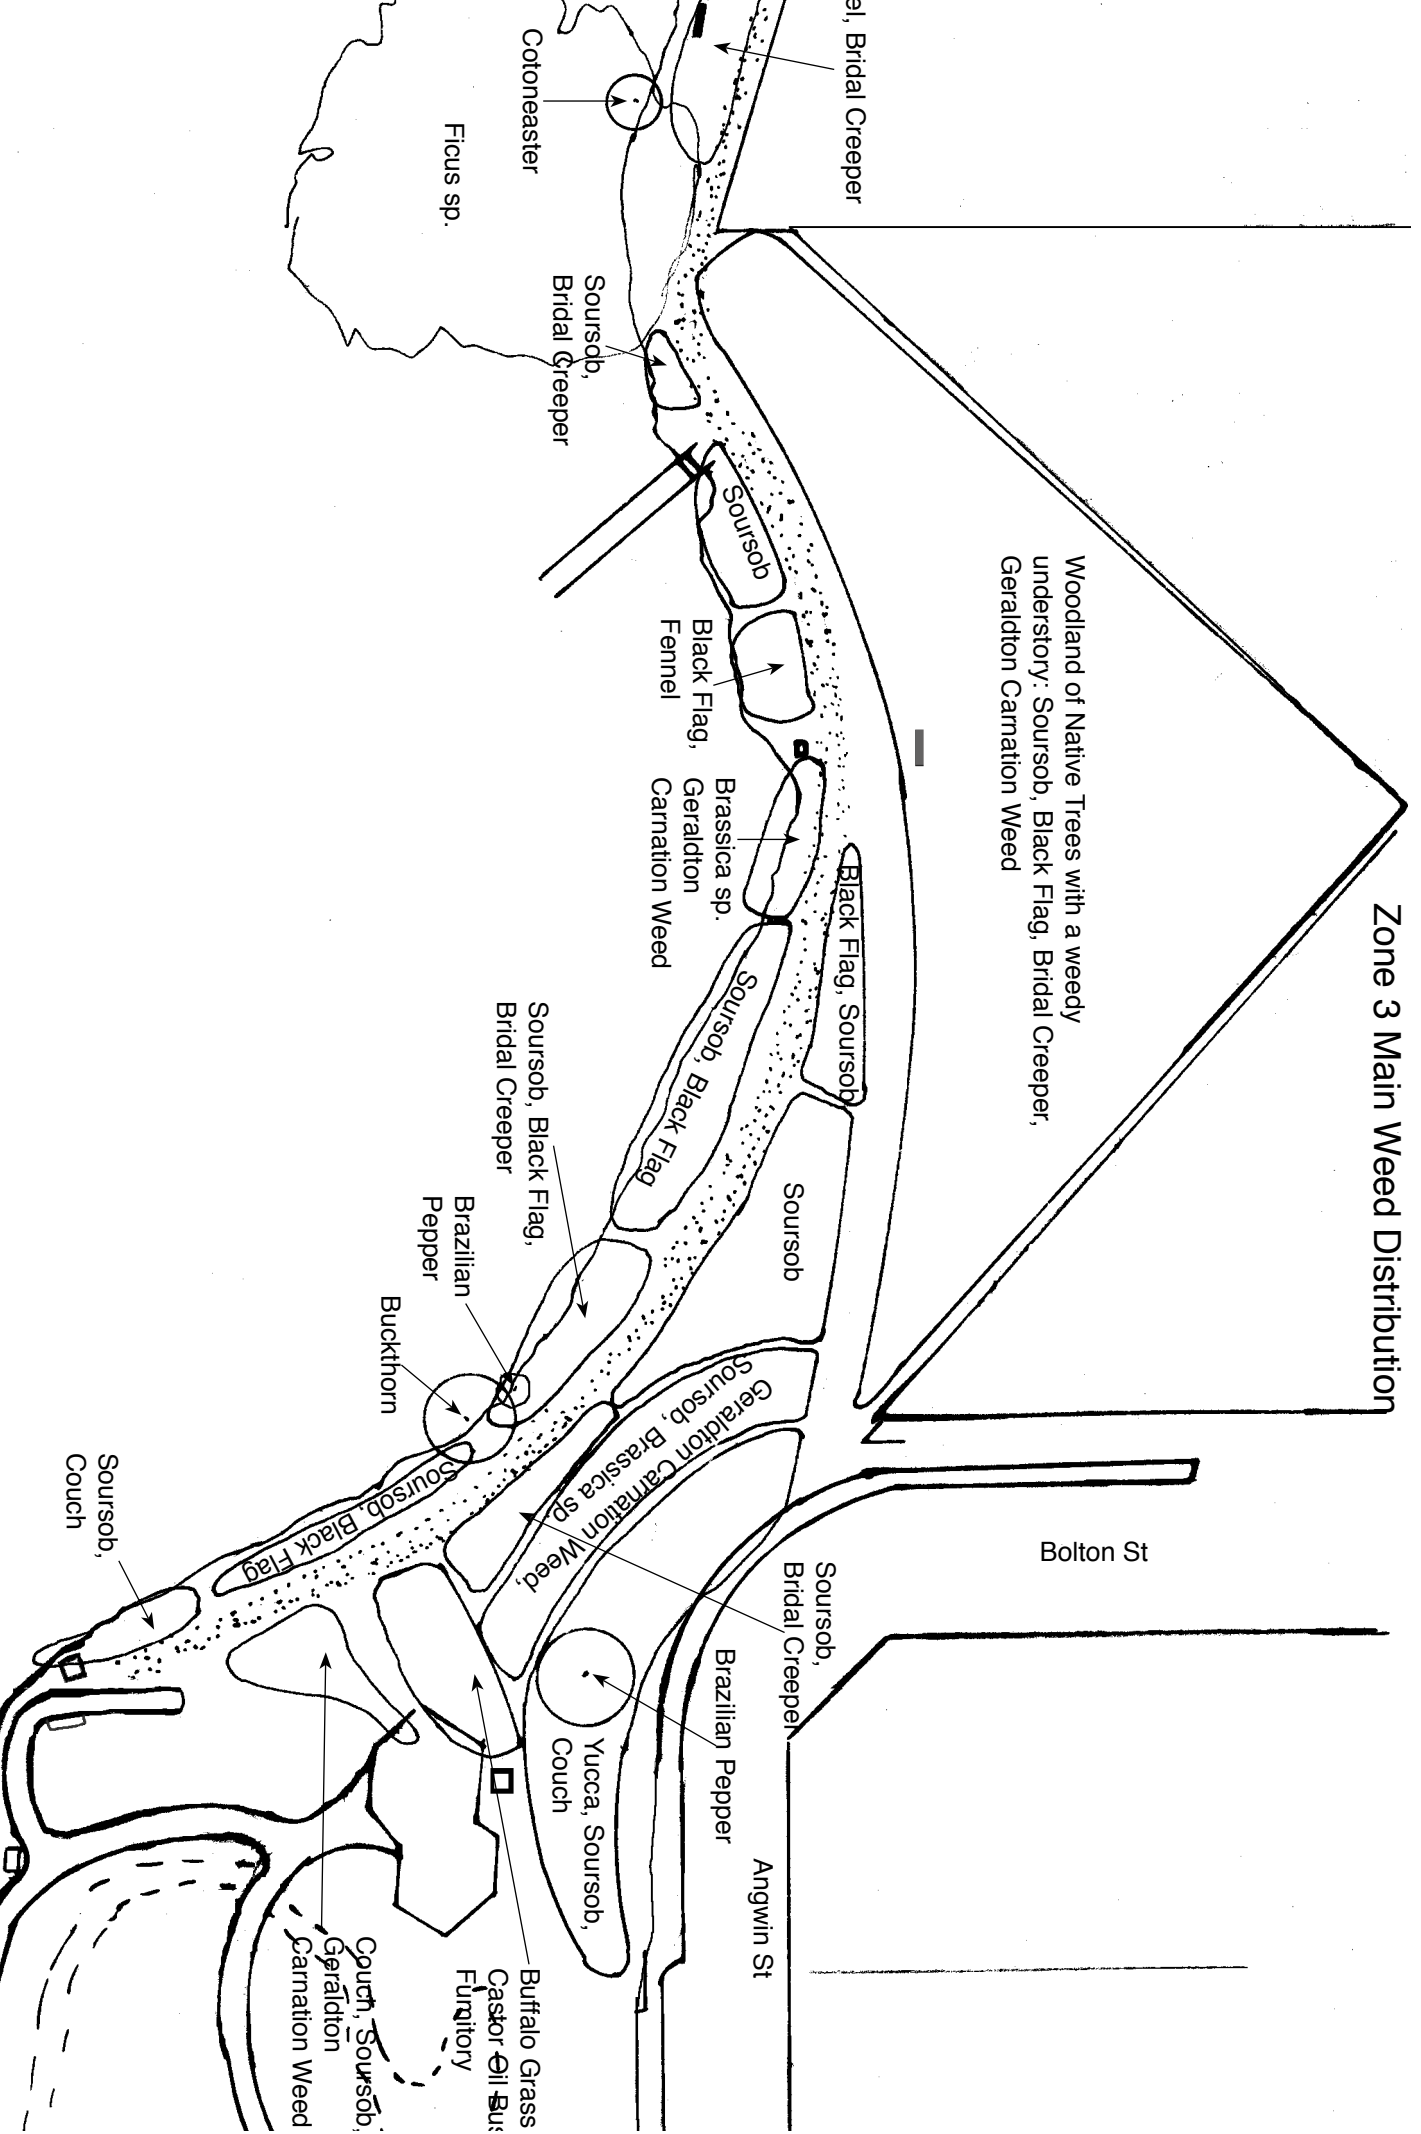 Zone 3 Main Weed Distribution
el, Bridal Creeper
Cotoneaster
Ficus sp.
Soursob,
Bridal Creeper
Woodland of Native Trees with a weedy
understory: Soursob, Black Flag, Bridal Creeper,
Geraldton Carnation Weed
Soursob
Black Flag,
Fennel
Brassica sp.
Geraldton
Carnation Weed
Black Flag, Soursob
Soursob, Black Flag
Soursob, Black Flag,
Bridal Creeper
Soursob
Brazilian
Pepper
Buckthorn
Geraldton Carnation Weed,
Soursob, Brassica sp
Soursob, Black Flag
Soursob,
Couch
Bolton St
Soursob,
Bridal Creeper
Brazilian Pepper
Yucca, Soursob,
Couch
Angwin St
Buffalo Grass
Castor Oil Bus
Fumitory
Couch, Soursob,
Geraldton
Carnation Weed